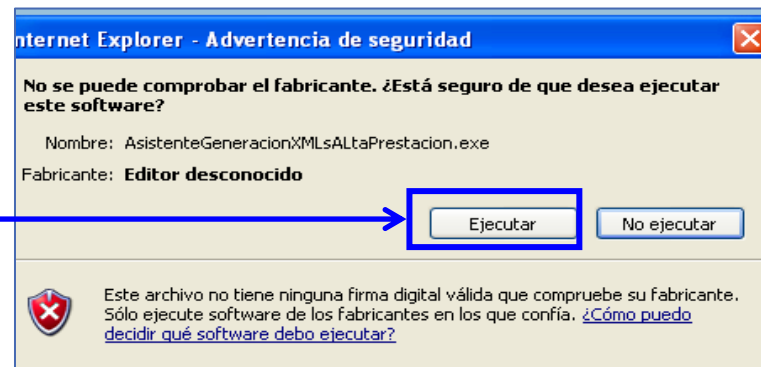 nternet Explorer - Advertencia de seguridad
No se puede comprobar el fabricante. ¿Está seguro de que desea ejecutar
este software?
Nombre: AsistenteGeneracionXMLsALtaPrestacion.exe
Fabricante: Editor desconocido
Ejecutar No ejecutar
Este archivo no tiene ninguna firma digital válida que compruebe su fabricante.
Sólo ejecute software de los fabricantes en los que confía. ¿Cómo puedo
decidir qué software debo ejecutar?